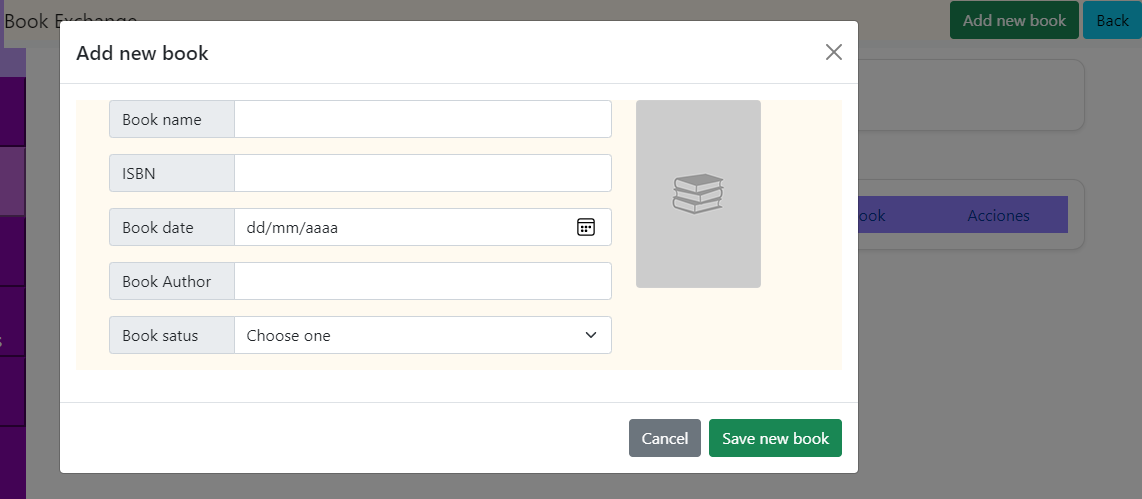 Book Exchange
Add new book
Back
Add new book
Book name
ISBN
Book date
dd/mm/aaaa
Book Author
Book satus
Choose one
ook
Acciones
s
Cancel
Save new book